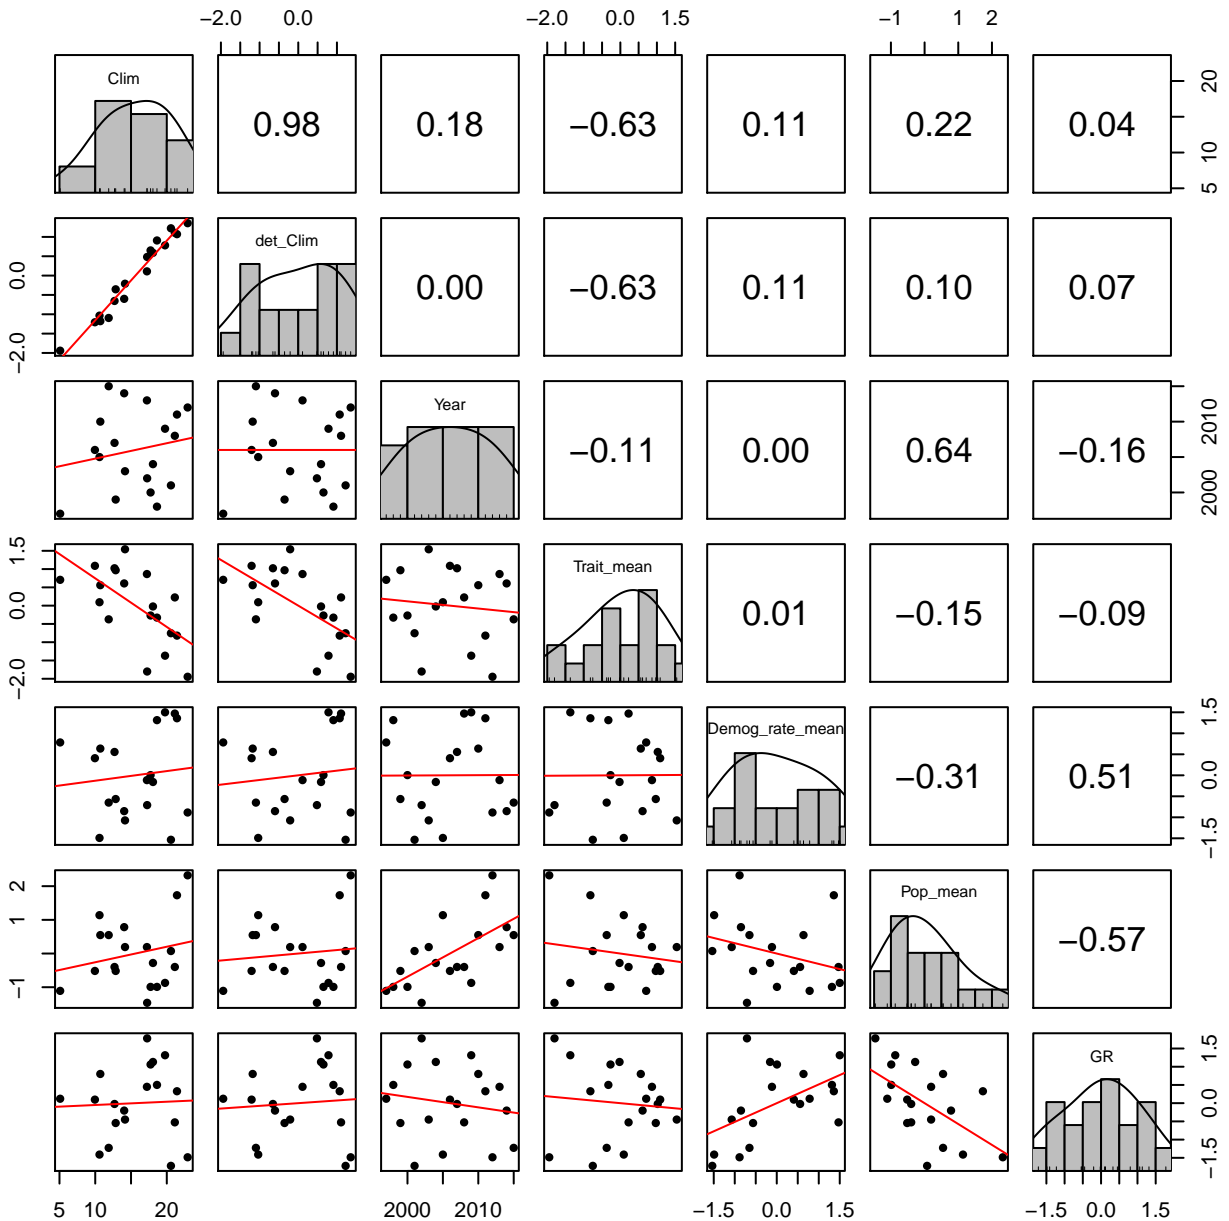 −2.0 0.0 −2.0 0.0 1.5 −1 1 2
Clim 0.98 0.18 −0.63 0.11 0.22 0.04 5 10 20
−2.0 0.0 det_Clim 0.00 −0.63 0.11 0.10 0.07
Year −0.11 0.00 0.64 −0.16 2000 2010
−2.0 0.0 1.5 Trait_mean 0.01 −0.15 −0.09
Demog_rate_mean −0.31 0.51 −1.5 0.0 1.5
−1 1 2 Pop_mean −0.57
GR −1.5 0.0 1.5
5 10 20 2000 2010 −1.5 0.0 1.5 −1.5 0.0 1.5